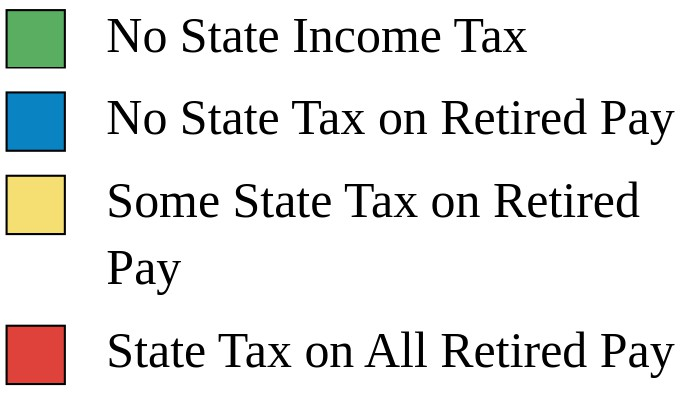 No State Income Tax
No State Tax on Retired Pay
Some State Tax on Retired
Pay
State Tax on All Retired Pay